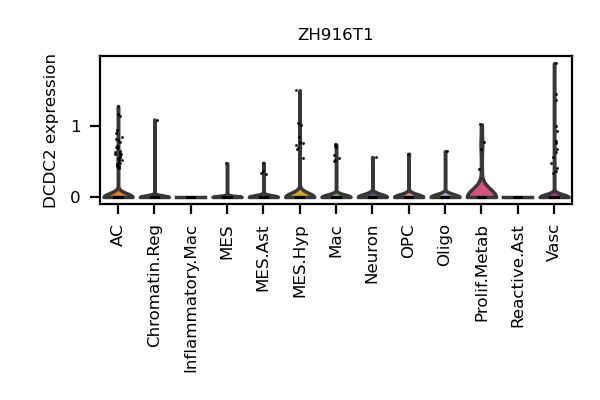 ZH916T1
DCDC2 expression
1
0
AC
Chromatin.Reg
Inflammatory.Mac
MES
MES.Ast
MES.Hyp
Mac
Neuron
OPC
Oligo
Prolif.Metab
Reactive.Ast
Vasc